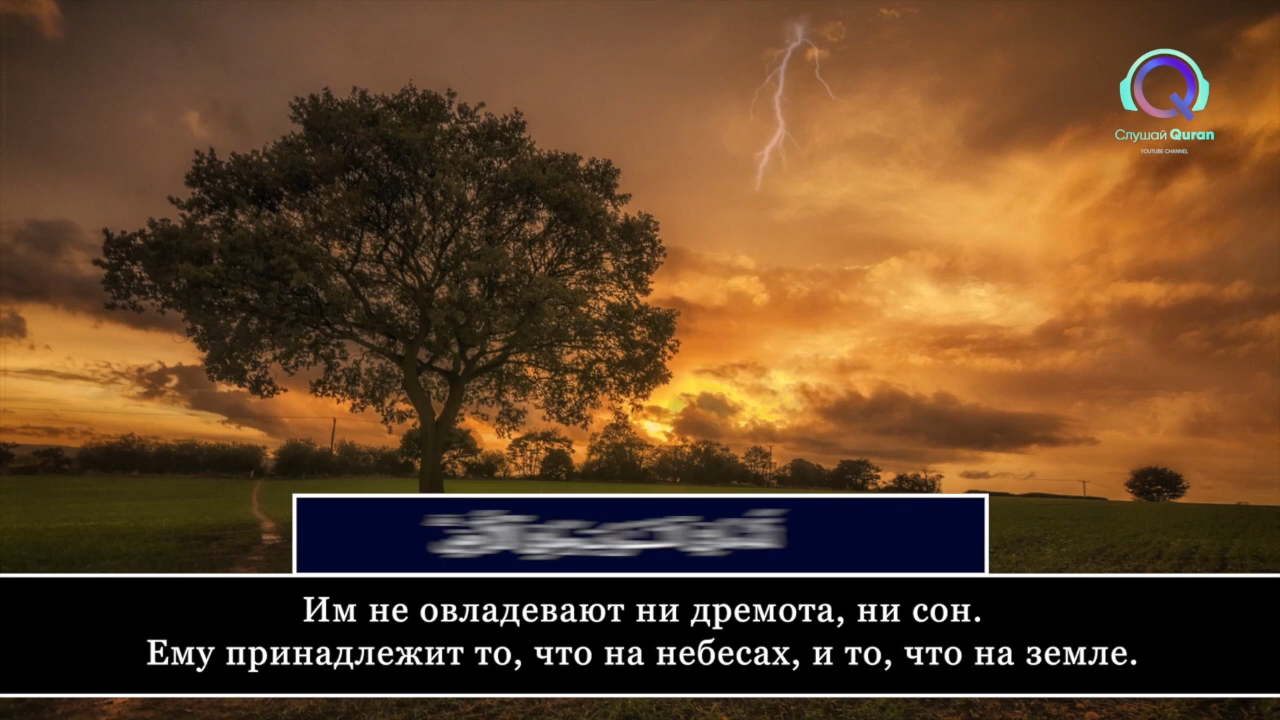 Слушай Quran
YOUTUBE CHANNEL
Им не овладевают ни дремота, ни сон.
Ему принадлежит то, что на небесах, и то, что на земле.